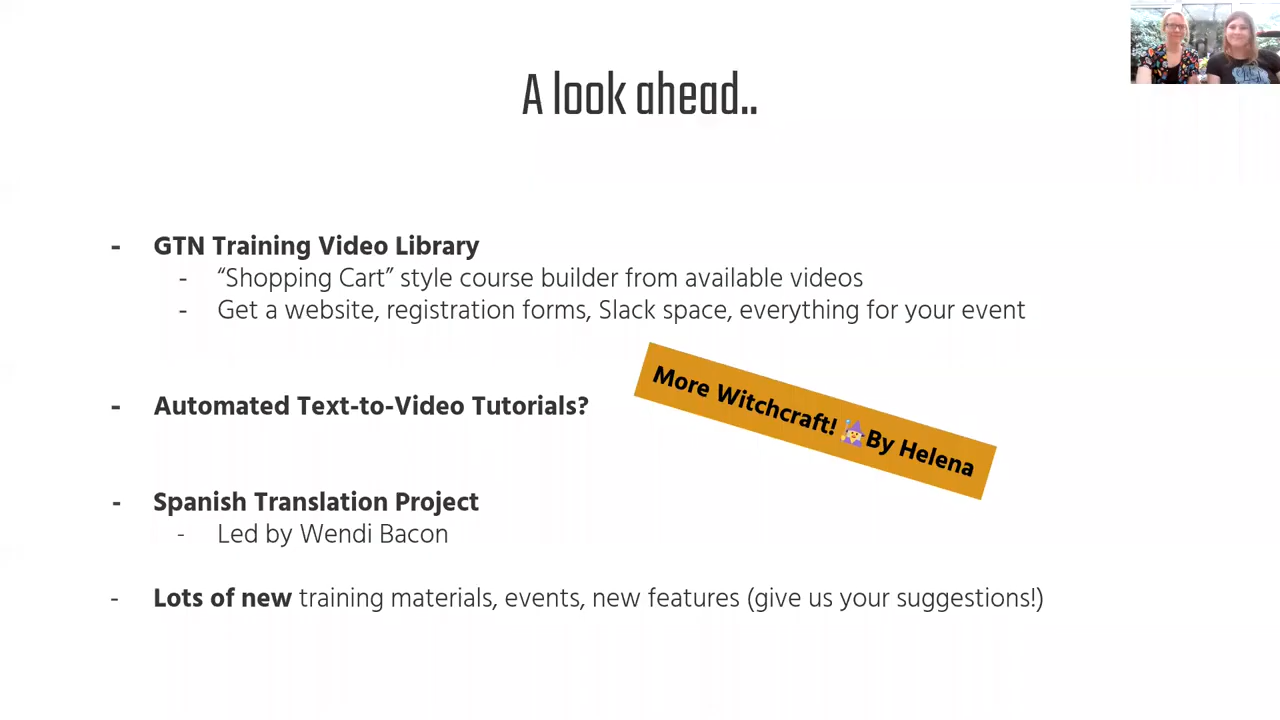 A look ahead..
- GTN Training Video Library
- “Shopping Cart” style course builder from available videos
- Get a website, registration forms, Slack space, everything for your event
More Witchcraft! 🧙By Helena
- Automated Text-to-Video Tutorials?
- Spanish Translation Project
- Led by Wendi Bacon
- Lots of new training materials, events, new features (give us your suggestions!)